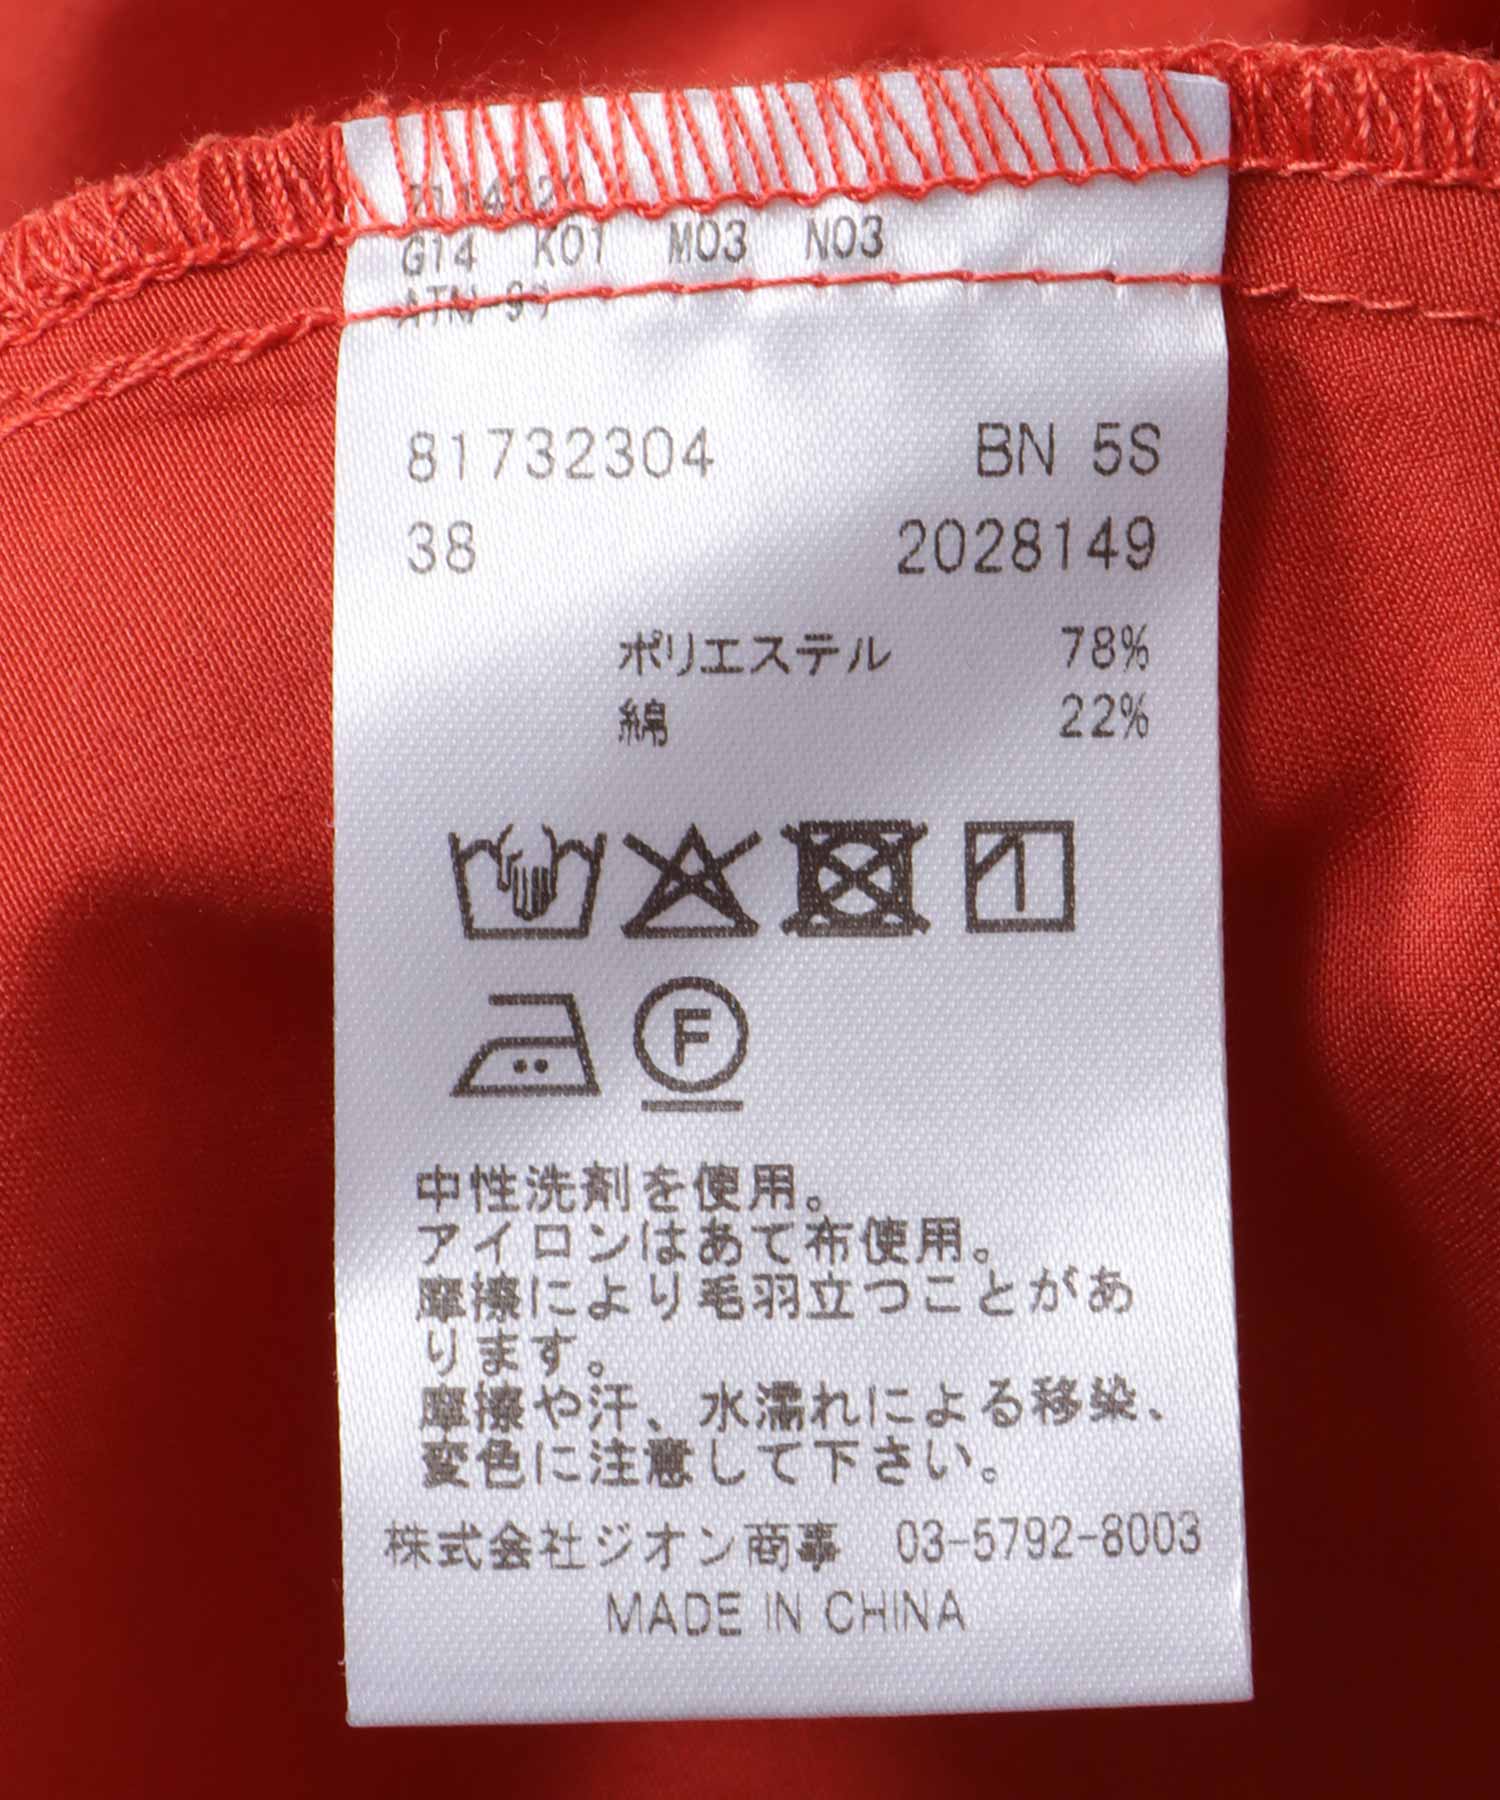 G14 K01 M03 N03
81732304 BN 5S
38 2028149
ポリエステル 78%
綿 22%
F
中性洗剤を使用。
アイロンはあて布使用。
摩擦により毛羽立つことがあ
ります。
摩擦や汗、水濡れによる移染、
変色に注意して下さい。
株式会社ジオン商事 03-5792-8003
MADE IN CHINA